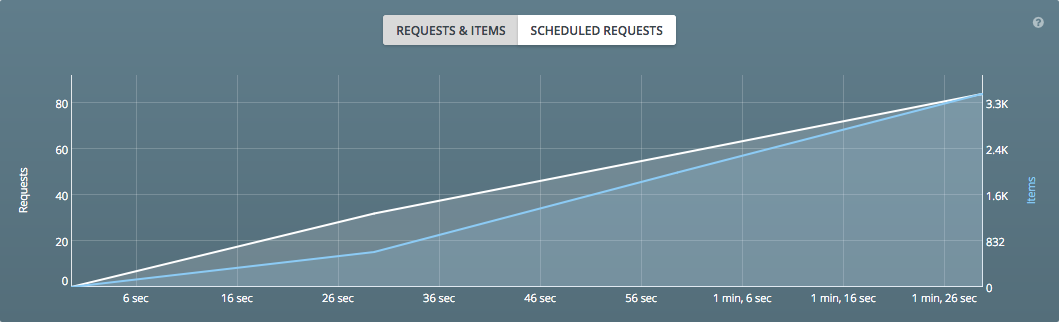 REQUESTS & ITEMS SCHEDULED REQUESTS
?
80 3.3K
60 2.4K
40 1.6K
20 832
0 0
Requests
Items
6 sec 16 sec 26 sec 36 sec 46 sec 56 sec 1 min, 6 sec 1 min, 16 sec 1 min, 26 sec